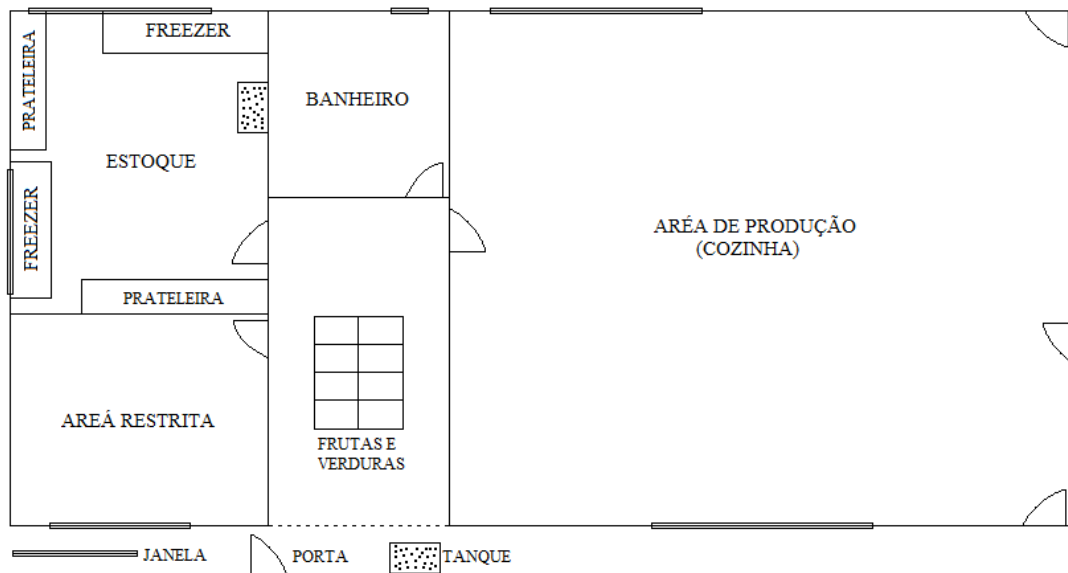 FREEZER
PRATELEIRA
BANHEIRO
ESTOQUE
FREEZER
ARÉA DE PRODUÇÃO
(COZINHA)
PRATELEIRA
AREÁ RESTRITA
FRUTAS E
VERDURAS
JANELA
PORTA
TANQUE